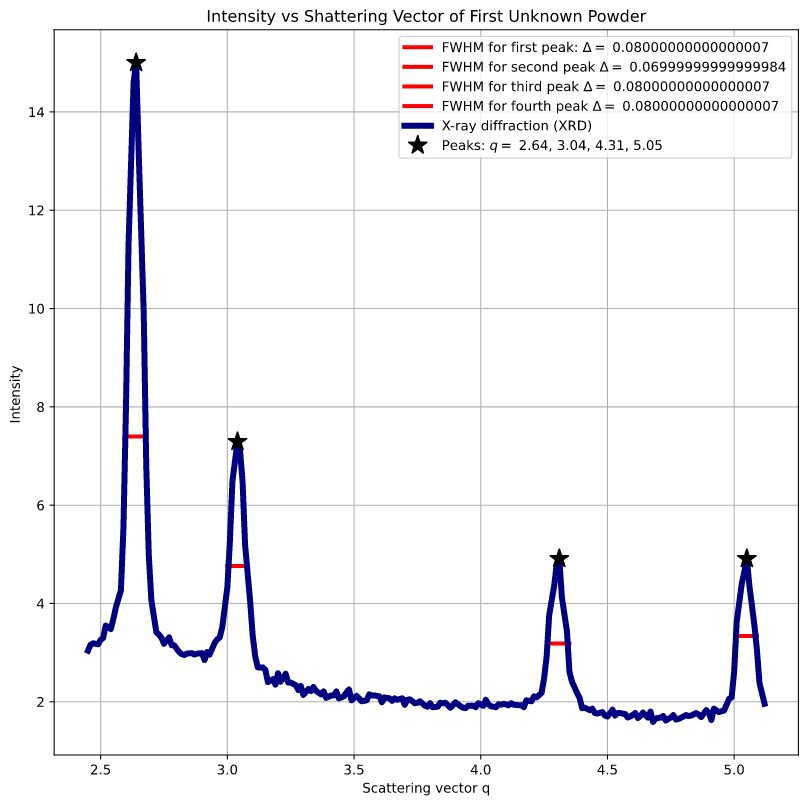 Intensity vs Shattering Vector of First Unknown Powder
FWHM for first peak: Δ = 0.08000000000000007
FWHM for second peak Δ = 0.06999999999999984
FWHM for third peak Δ = 0.08000000000000007
FWHM for fourth peak Δ = 0.08000000000000007
X-ray diffraction (XRD)
Peaks: q = 2.64, 3.04, 4.31, 5.05
Intensity
14
12
10
8
6
4
2
2.5 3.0 3.5 4.0 4.5 5.0
Scattering vector q